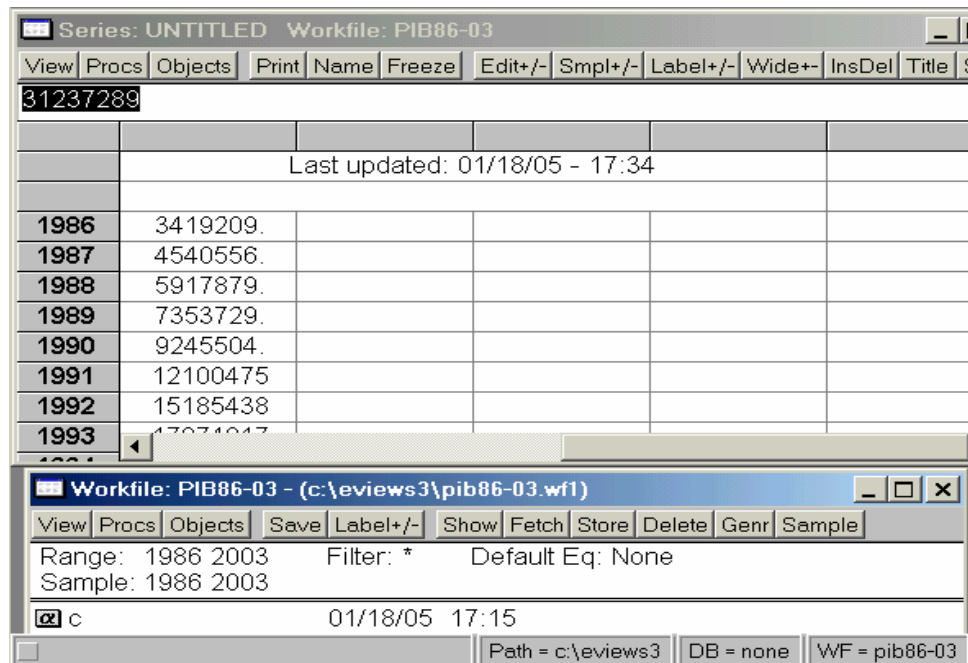 Series: UNTITLED Workfile: PIB86-03
View Procs Objects Print Name Freeze Edit+/- Smpl+/- Label+/- Wide+- InsDel Title
31237289
Last updated: 01/18/05 - 17:34
1986 3419209.
1987 4540556.
1988 5917879.
1989 7353729.
1990 9245504.
1991 12100475
1992 15185438
1993
Workfile: PIB86-03 - (c:\eviews3\pib86-03.wf1)
View Procs Objects Save Label+/- Show Fetch Store Delete Genr Sample
Range: 1986 2003 Filter: * Default Eq: None
Sample: 1986 2003
α c 01/18/05 17:15
Path = c:\eviews3 DB = none WF = pib86-03